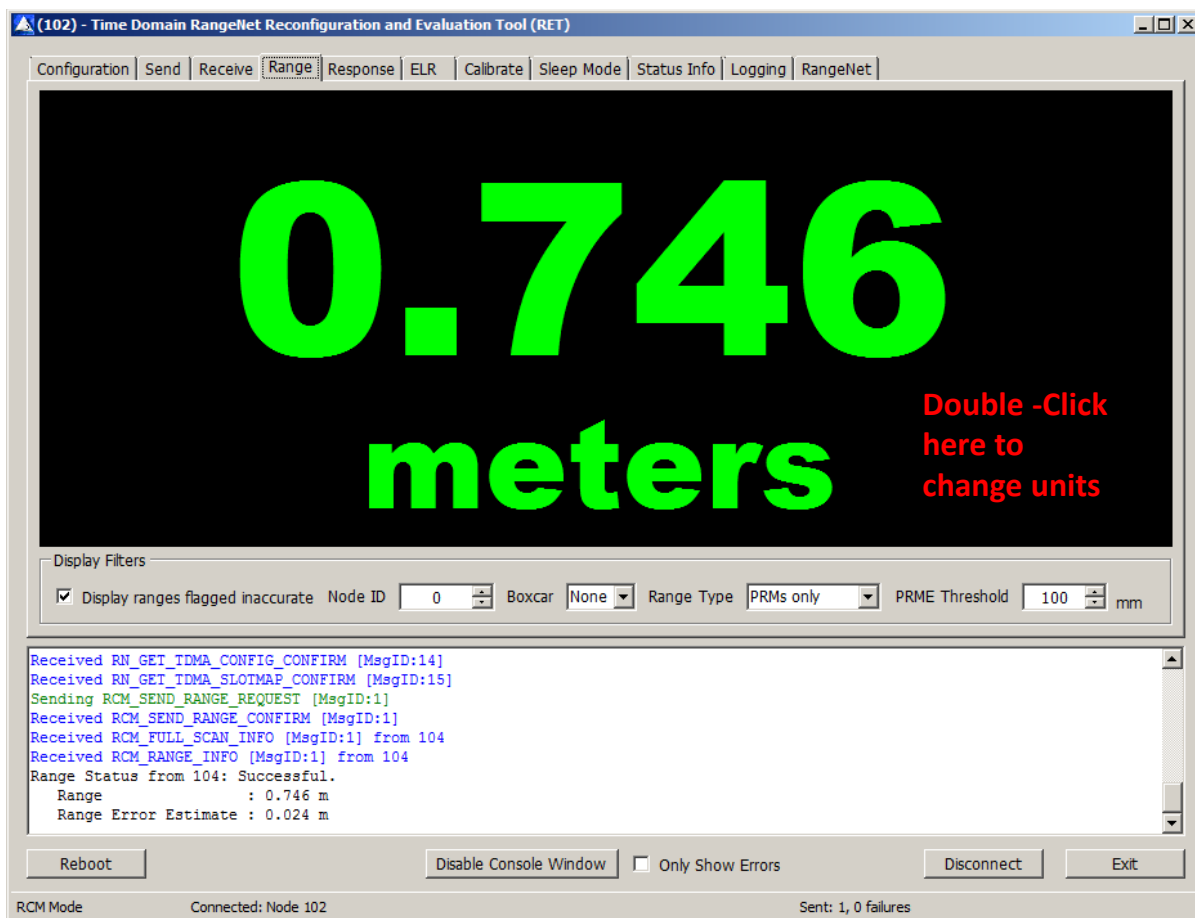 (102) - Time Domain RangeNet Reconfiguration and Evaluation Tool (RET)
Configuration Send Receive Range Response ELR Calibrate Sleep Mode Status Info Logging RangeNet
0.746
meters
Double -Click
here to
change units
Display Filters
Display ranges flagged inaccurate Node ID 0 Boxcar None Range Type PRMs only PRME Threshold 100 mm
Received RN_GET_TDMA_CONFIG_CONFIRM [MsgID:14]
Received RN_GET_TDMA_SLOTMAP_CONFIRM [MsgID:15]
Sending RCM_SEND_RANGE_REQUEST [MsgID:1]
Received RCM_SEND_RANGE_CONFIRM [MsgID:1]
Received RCM_FULL_SCAN_INFO [MsgID:1] from 104
Received RCM_RANGE_INFO [MsgID:1] from 104
Range Status from 104: Successful.
Range : 0.746 m
Range Error Estimate : 0.024 m
Reboot Disable Console Window Only Show Errors Disconnect Exit
RCM Mode Connected: Node 102 Sent: 1, 0 failures